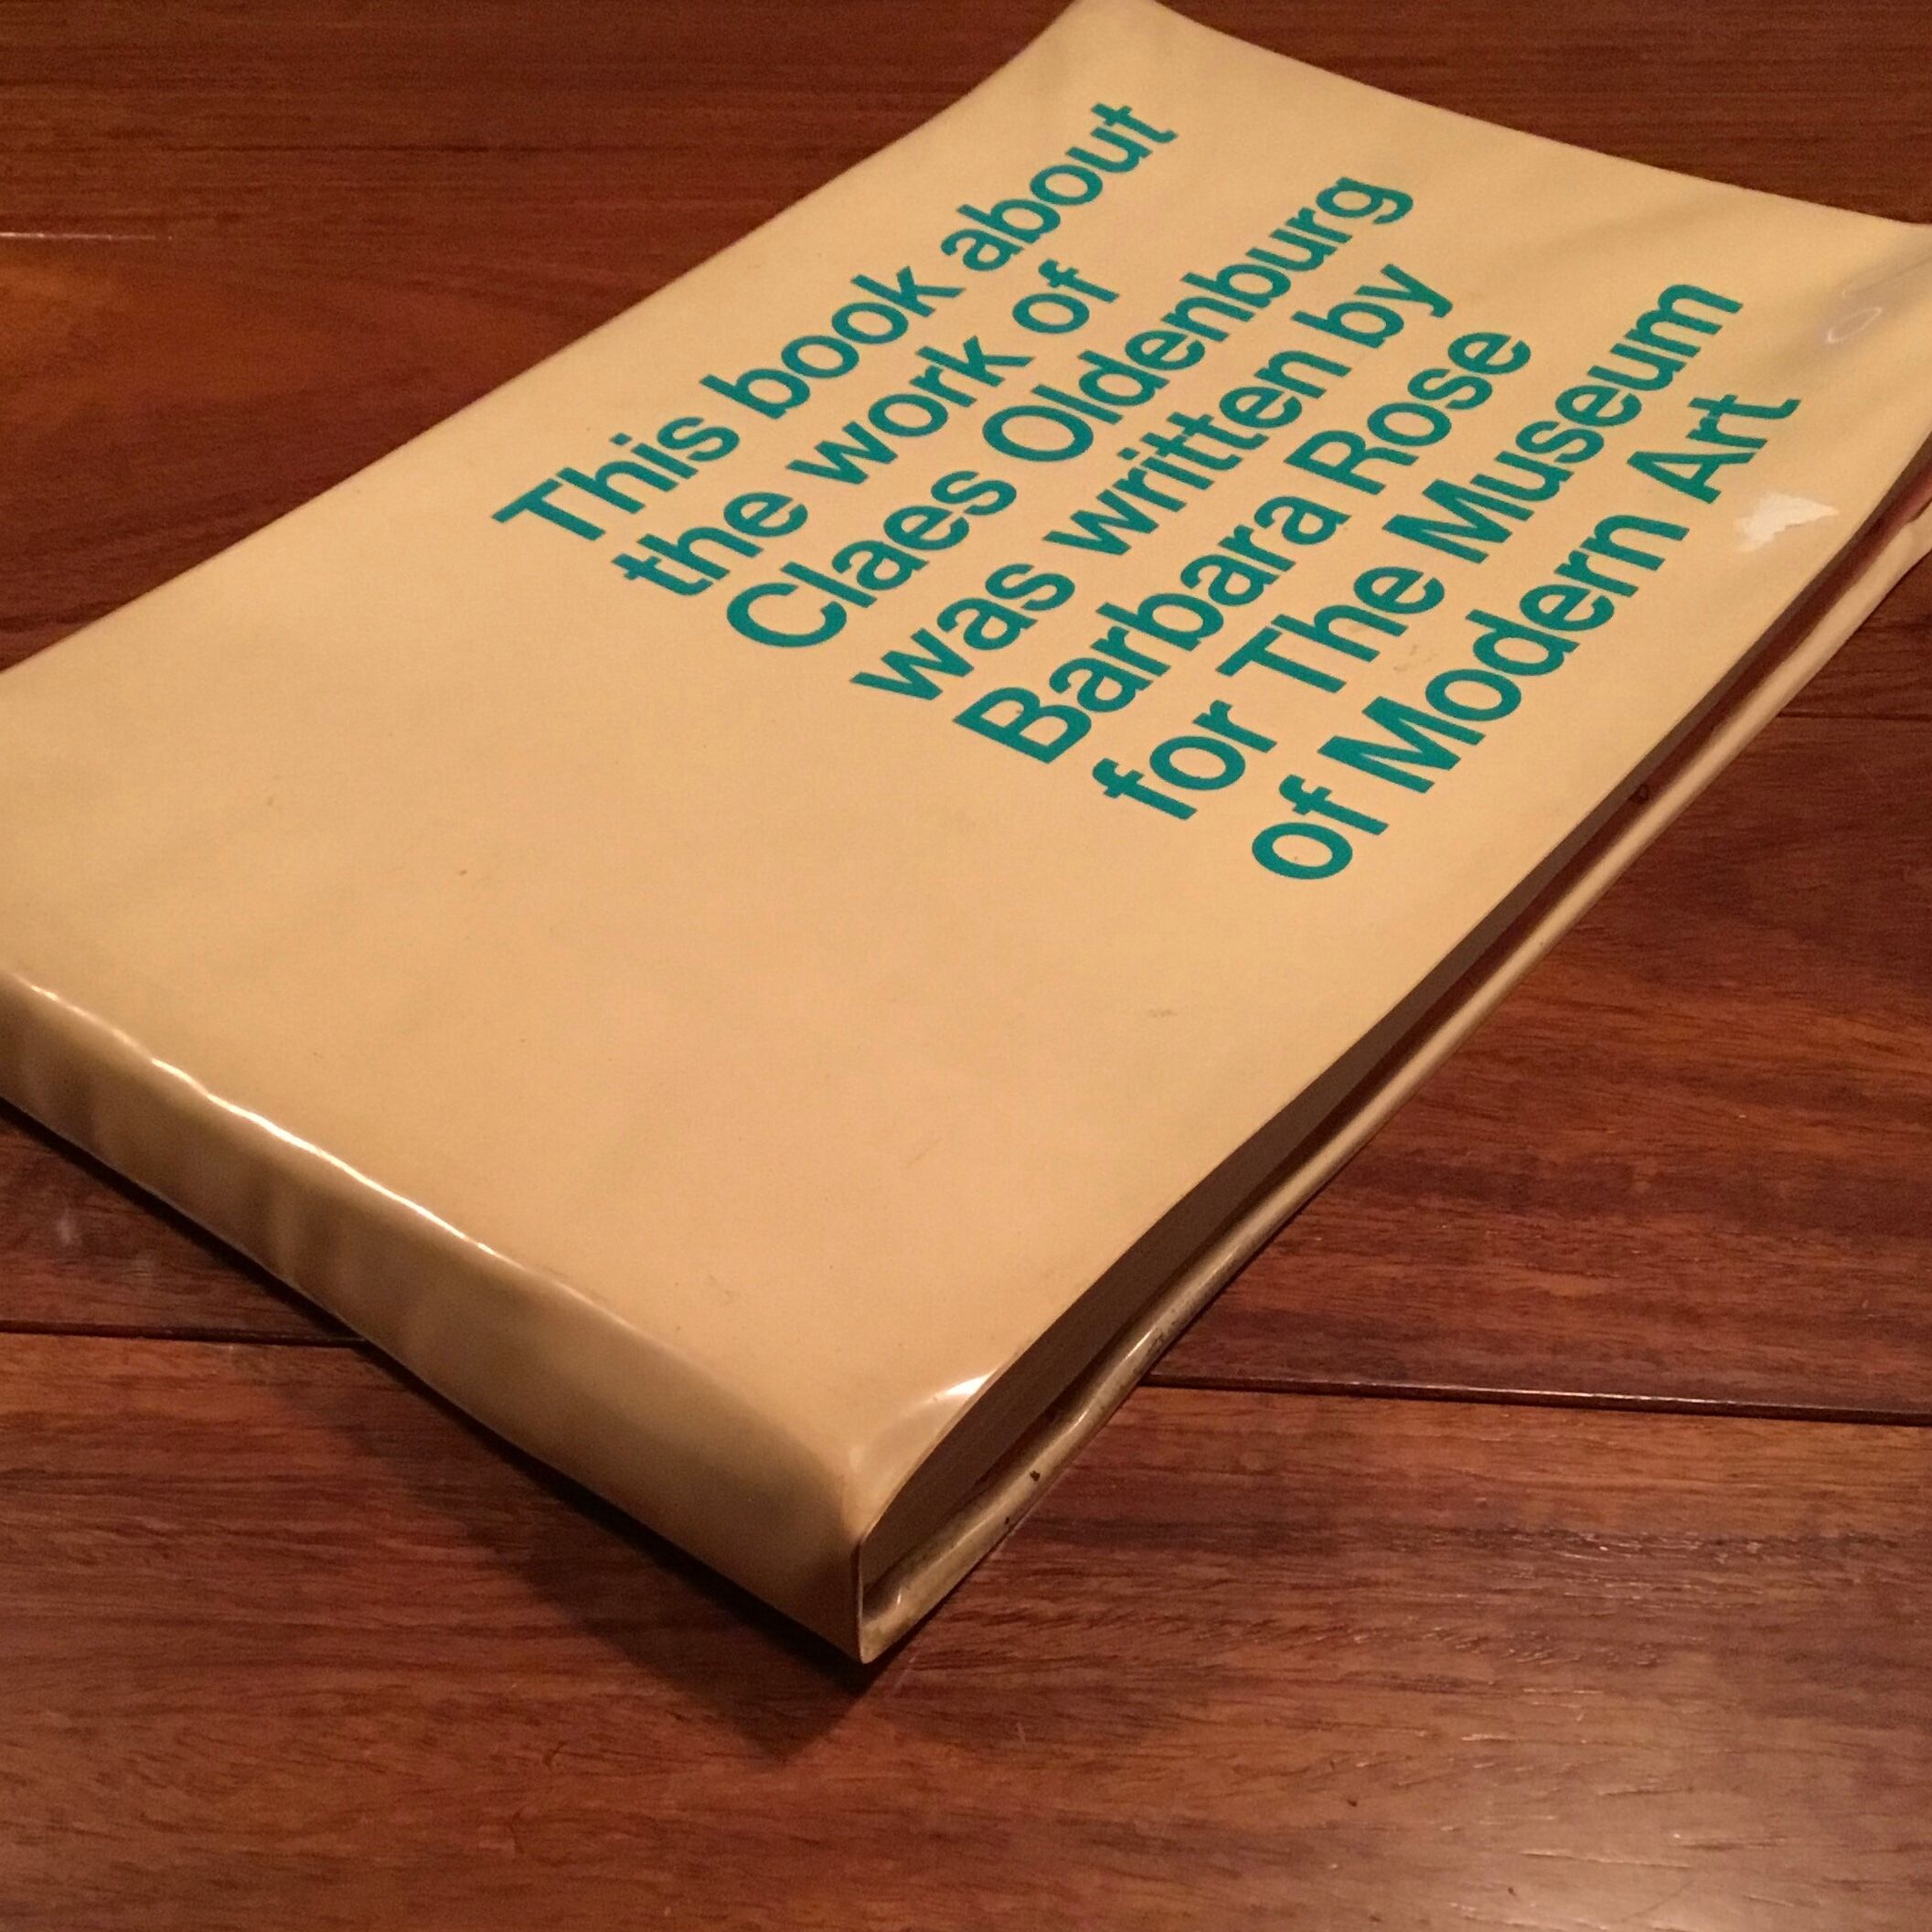 This book about
the work of
Claes Oldenburg
was written by
Barbara Rose
for The Museum
of Modern Art